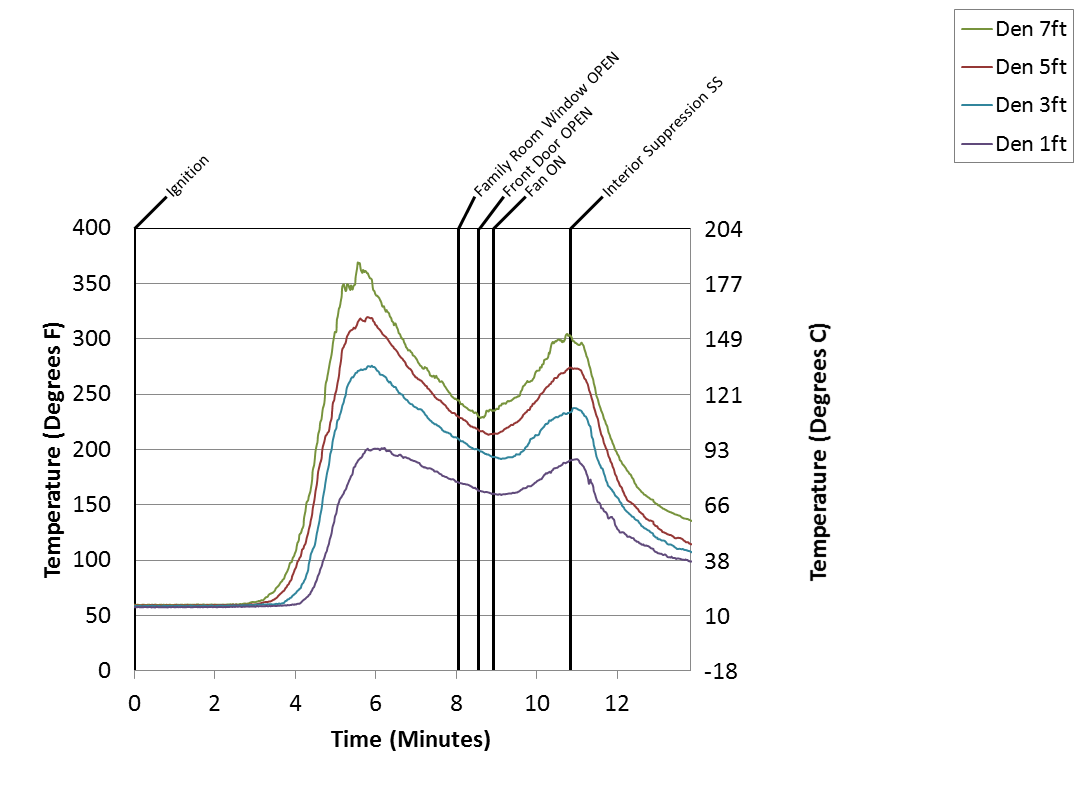 Den 7ft
Den 5ft
Den 3ft
Den 1ft
Ignition
Family Room Window OPEN
Front Door OPEN
Fan ON
Interior Suppression SS
400
350
300
250
200
150
100
50
0
Temperature (Degrees F)
204
177
149
121
93
66
38
10
-18
Temperature (Degrees C)
0 2 4 6 8 10 12
Time (Minutes)